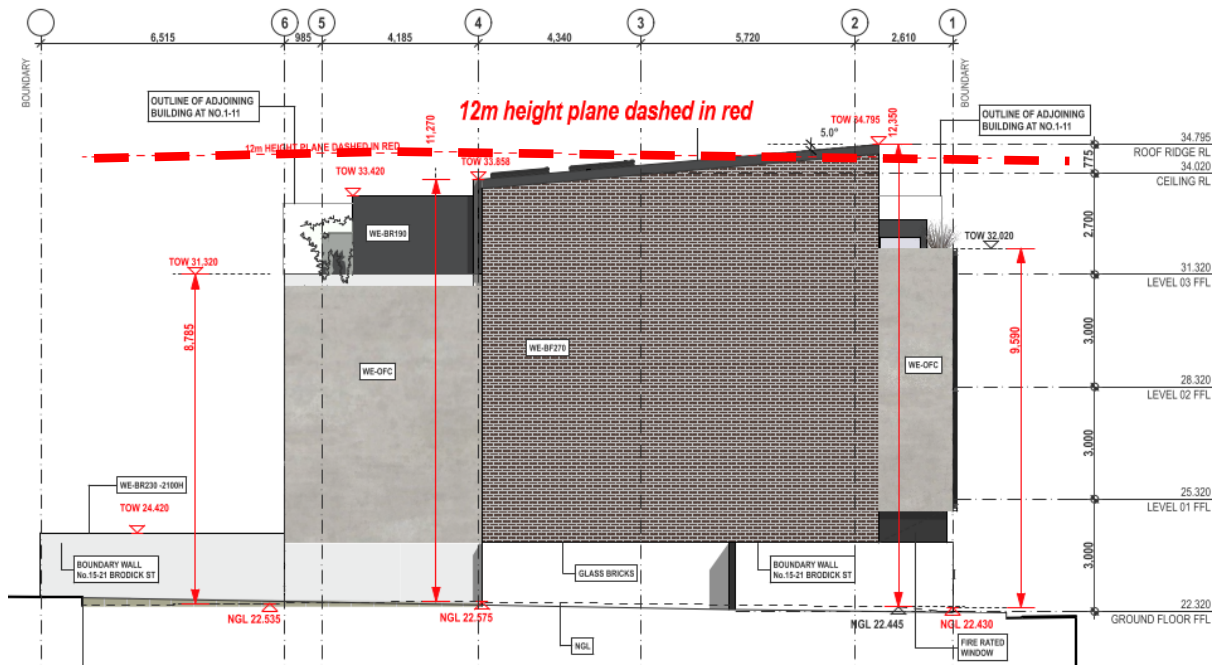 6 5 4 3 2 1
6,515 985 4,185 4,340 5,720 2,610
BOUNDARY
BOUNDARY
OUTLINE OF ADJOINING
BUILDING AT NO.1-11
12m height plane dashed in red
OUTLINE OF ADJOINING
BUILDING AT NO.1-11
12m HEIGHT PLANE DASHED IN RED
11,270
TOW 33.858
5.0°
TOW 34.795
12,350
34.795
ROOF RIDGE RL
775
34.020
CEILING RL
TOW 33.420
WE-BR190
2,700
TOW 32.020
TOW 31,320
31.320
LEVEL 03 FFL
8.785
WE-BF270
WE-OFC
WE-OFC
9,590
3,000
28.320
LEVEL 02 FFL
3,000
WE-BR230 -2100H
TOW 24.420
25.320
LEVEL 01 FFL
BOUNDARY WALL
No.15-21 BRODICK ST
GLASS BRICKS
BOUNDARY WALL
No.15-21 BRODICK ST
3,000
NGL 22.535
NGL 22.575
NGL 22.445
NGL 22.430
22.320
GROUND FLOOR FFL
NGL
FIRE RATED
WINDOW